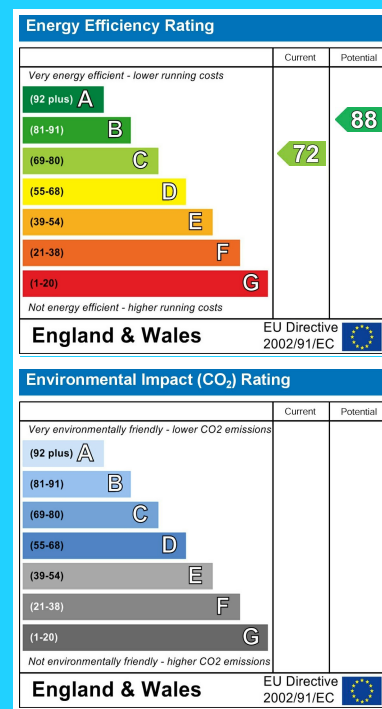 Energy Efficiency Rating
Current Potential
Very energy efficient - lower running costs
(92 plus) A
(81-91) B
88
(69-80) C
72
(55-68) D
(39-54) E
(21-38) F
(1-20) G
Not energy efficient - higher running costs
England & Wales
EU Directive
2002/91/EC
Environmental Impact (CO₂) Rating
Current Potential
Very environmentally friendly - lower CO2 emissions
(92 plus) A
(81-91) B
(69-80) C
(55-68) D
(39-54) E
(21-38) F
(1-20) G
Not environmentally friendly - higher CO2 emissions
England & Wales
EU Directive
2002/91/EC